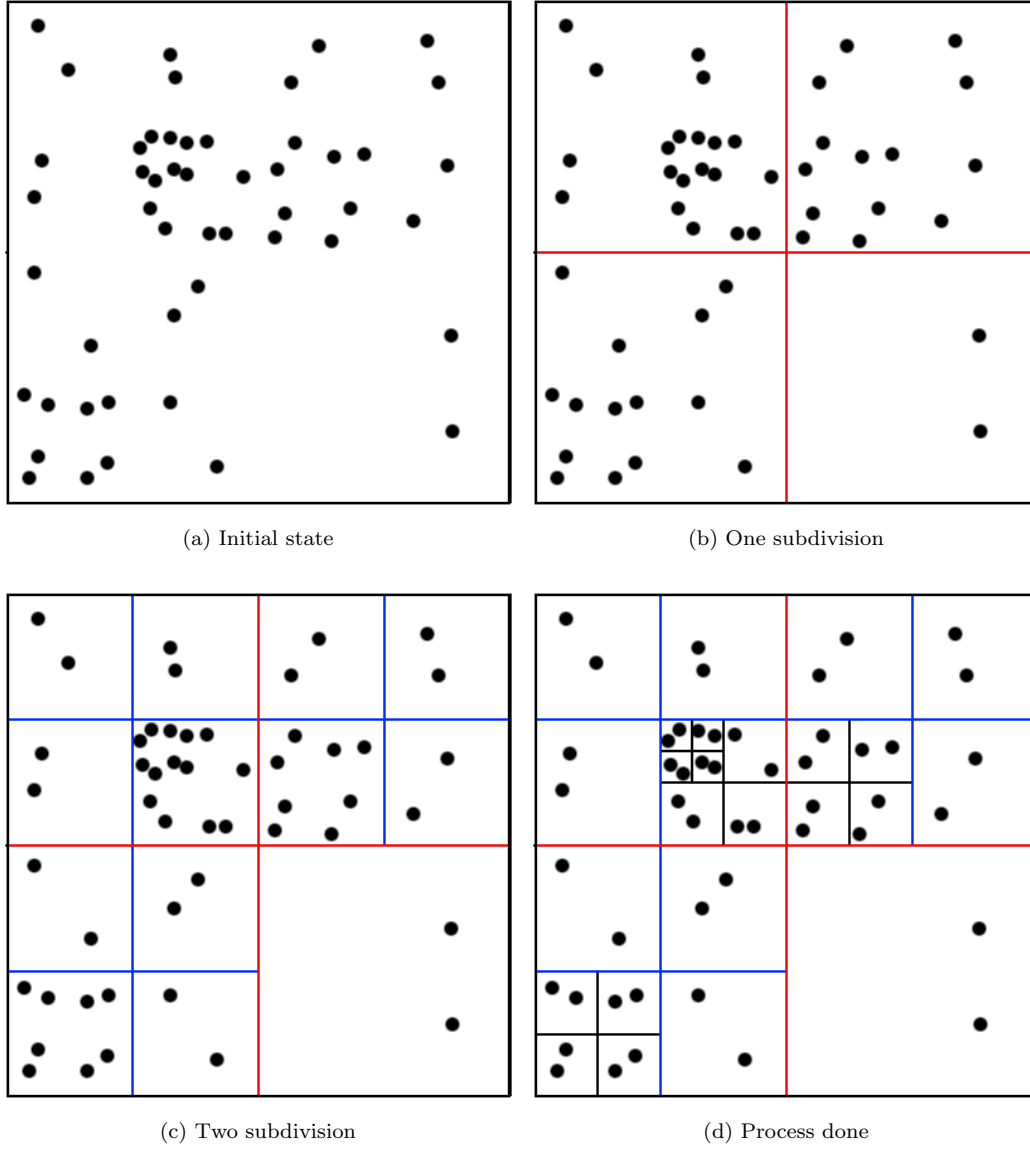 (a) Initial state
(b) One subdivision
(c) Two subdivision
(d) Process done